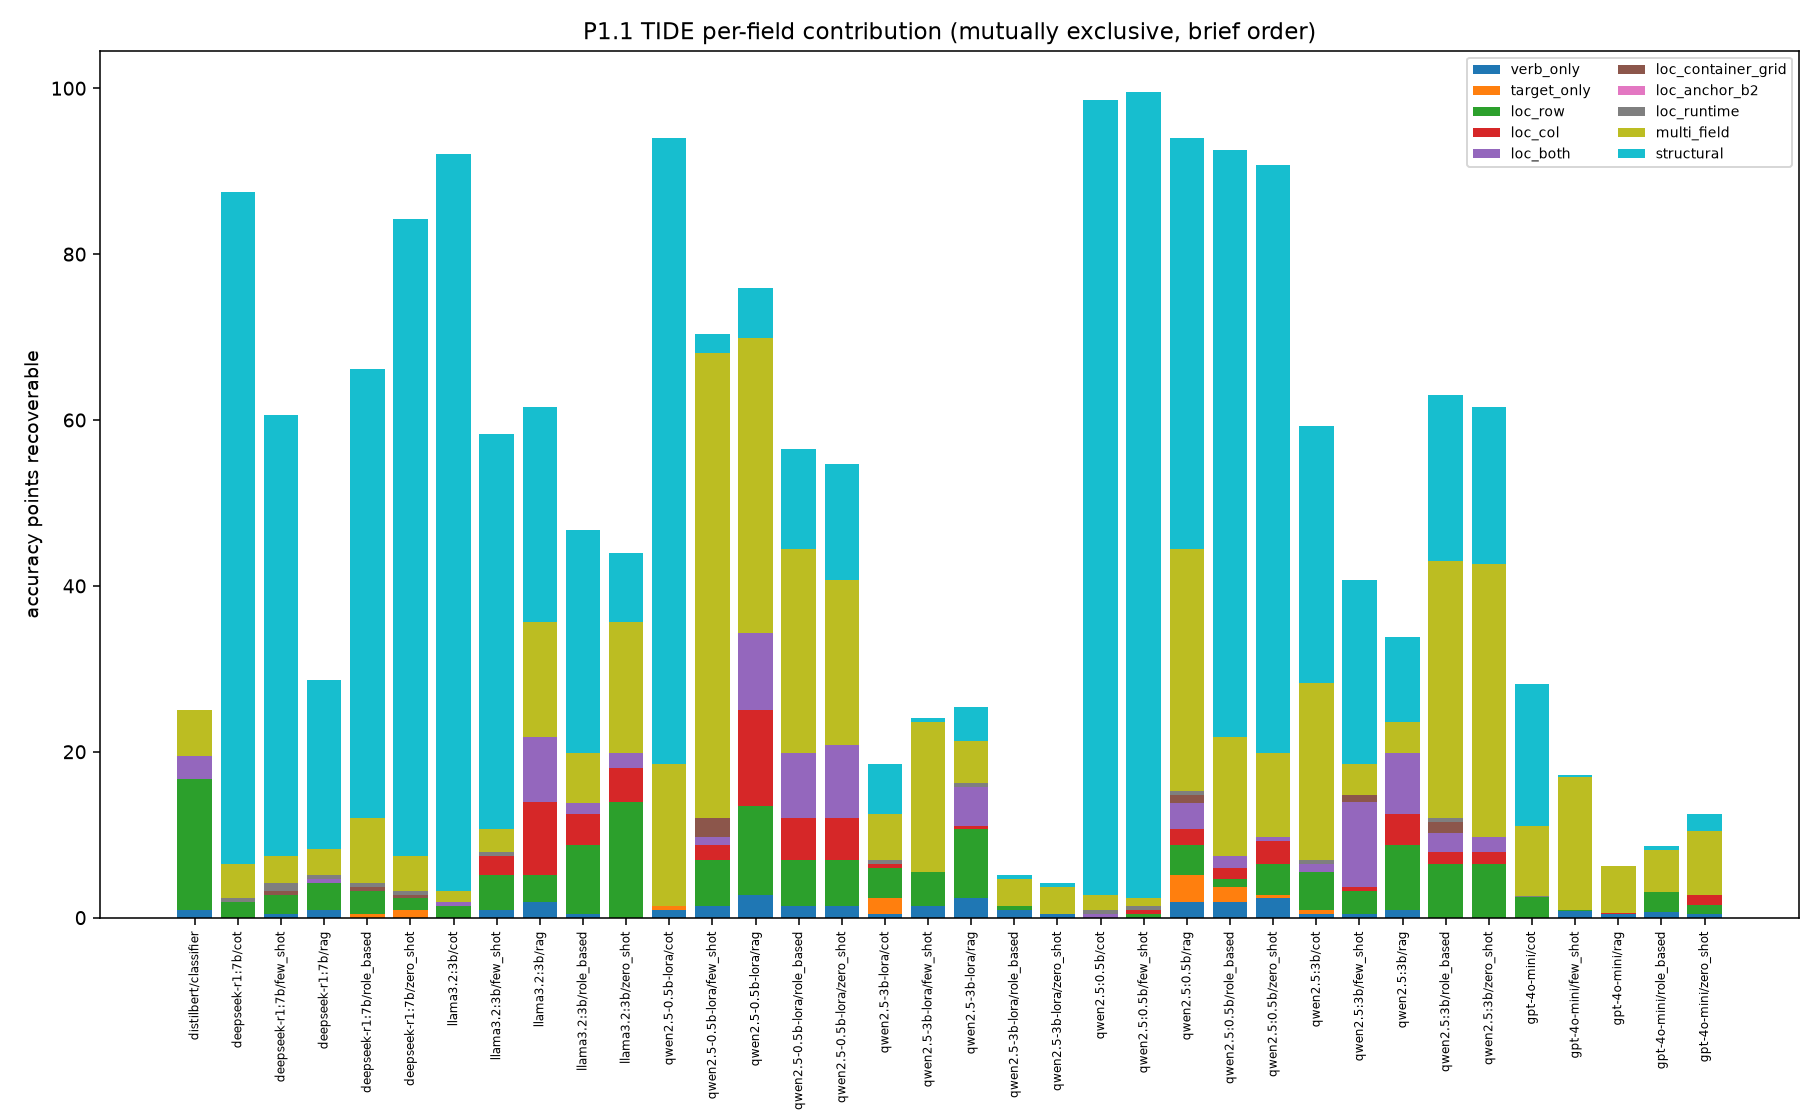 P1.1 TIDE per-field contribution (mutually exclusive, brief order)
verb_only
target_only
loc_row
loc_col
loc_both
loc_container_grid
loc_anchor_b2
loc_runtime
multi_field
structural
accuracy points recoverable
100
80
60
40
20
0
distilbert/classifier
deepseek-r1:7b/cot
deepseek-r1:7b/few_shot
deepseek-r1:7b/rag
deepseek-r1:7b/role_based
deepseek-r1:7b/zero_shot
llama3.2:3b/cot
llama3.2:3b/few_shot
llama3.2:3b/rag
llama3.2:3b/role_based
llama3.2:3b/zero_shot
qwen2.5-0.5b-lora/cot
qwen2.5-0.5b-lora/few_shot
qwen2.5-0.5b-lora/rag
qwen2.5-0.5b-lora/role_based
qwen2.5-0.5b-lora/zero_shot
qwen2.5-3b-lora/cot
qwen2.5-3b-lora/few_shot
qwen2.5-3b-lora/rag
qwen2.5-3b-lora/role_based
qwen2.5-3b-lora/zero_shot
qwen2.5:0.5b/cot
qwen2.5:0.5b/few_shot
qwen2.5:0.5b/rag
qwen2.5:0.5b/role_based
qwen2.5:0.5b/zero_shot
qwen2.5:3b/cot
qwen2.5:3b/few_shot
qwen2.5:3b/rag
qwen2.5:3b/role_based
qwen2.5:3b/zero_shot
gpt-4o-mini/cot
gpt-4o-mini/few_shot
gpt-4o-mini/rag
gpt-4o-mini/role_based
gpt-4o-mini/zero_shot